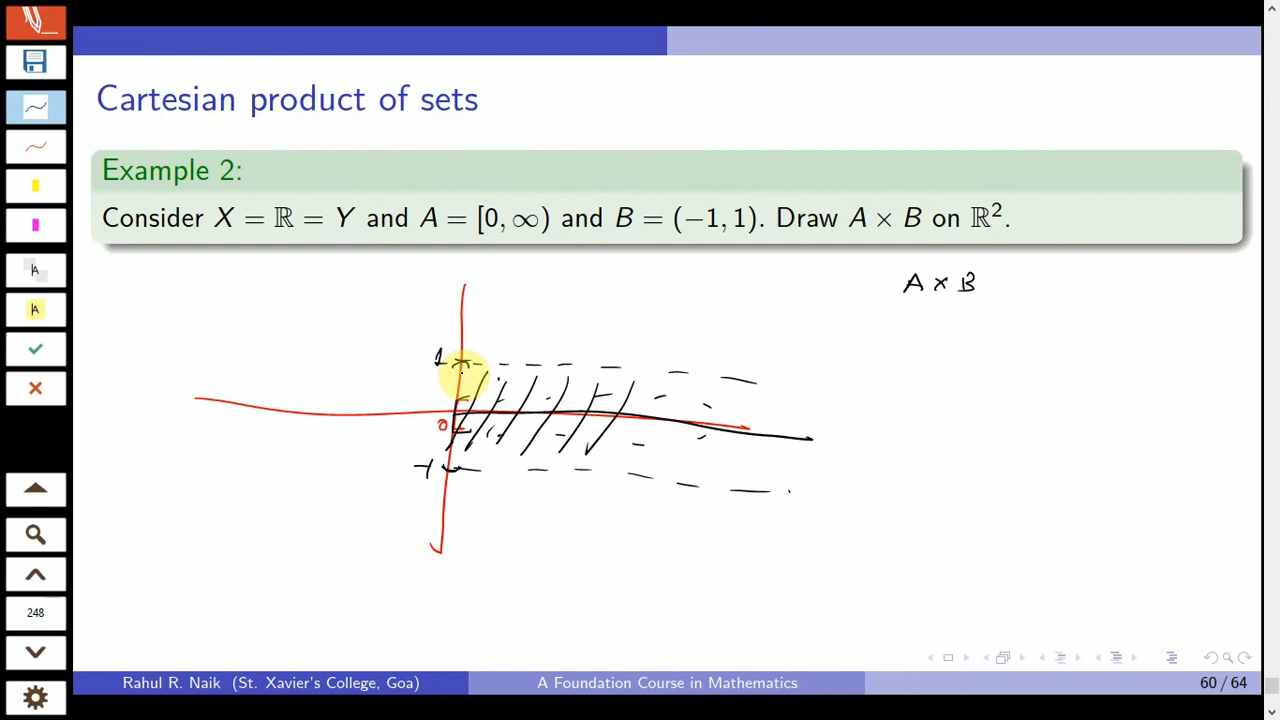 Cartesian product of sets
Example 2:
Consider X = ℝ = Y and A = [0, ∞) and B = (−1, 1). Draw A × B on ℝ².
A × B
1
0
-1
A
A
248
Rahul R. Naik (St. Xavier's College, Goa) A Foundation Course in Mathematics 60 / 64